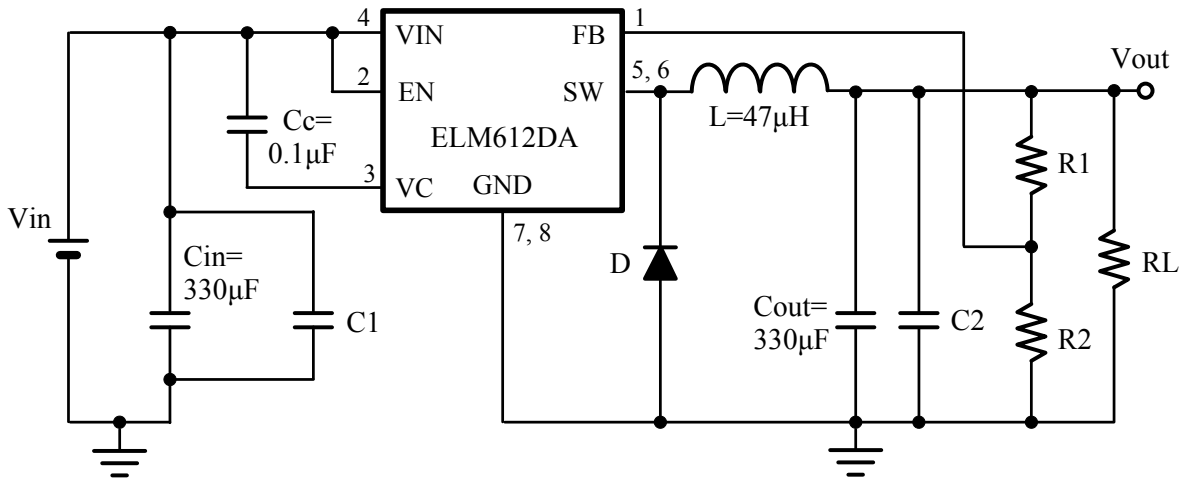 4
VIN
FB
1
2
EN
SW
5, 6
L=47μH
Vout
Cc=
0.1μF
ELM612DA
3
VC
GND
7, 8
R1
Vin
Cin=
330μF
C1
D
Cout=
330μF
C2
R2
RL